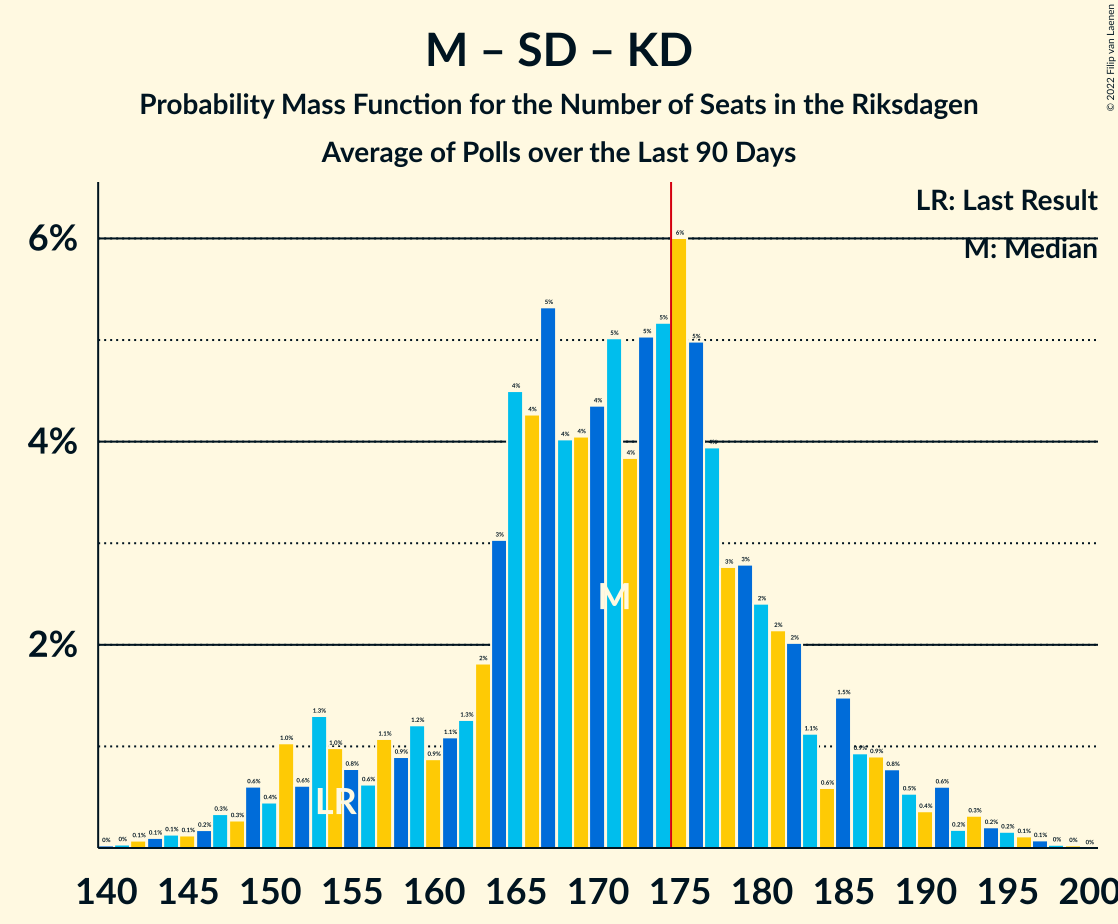 M – SD – KD
Probability Mass Function for the Number of Seats in the Riksdagen
Average of Polls over the Last 90 Days
© 2022 Filip van Laenen
LR: Last Result
M: Median
6%
4%
2%
0% 0% 0.1% 0.1% 0.1% 0.1% 0.2% 0.3% 0.3% 0.6% 0.4% 1.0% 0.6% 1.3% 1.0% 0.8% 0.6% 1.1% 0.9% 1.2% 0.9% 1.1% 1.3% 2% 3% 4% 4% 5% 4% 4% 4% 5% 4% 5% 5% 6% 5% 4% 3% 3% 2% 2% 2% 1.1% 0.6% 1.5% 0.9% 0.9% 0.8% 0.5% 0.4% 0.6% 0.2% 0.3% 0.2% 0.2% 0.1% 0.1% 0% 0% 0%
M
LR
140 145 150 155 160 165 170 175 180 185 190 195 200